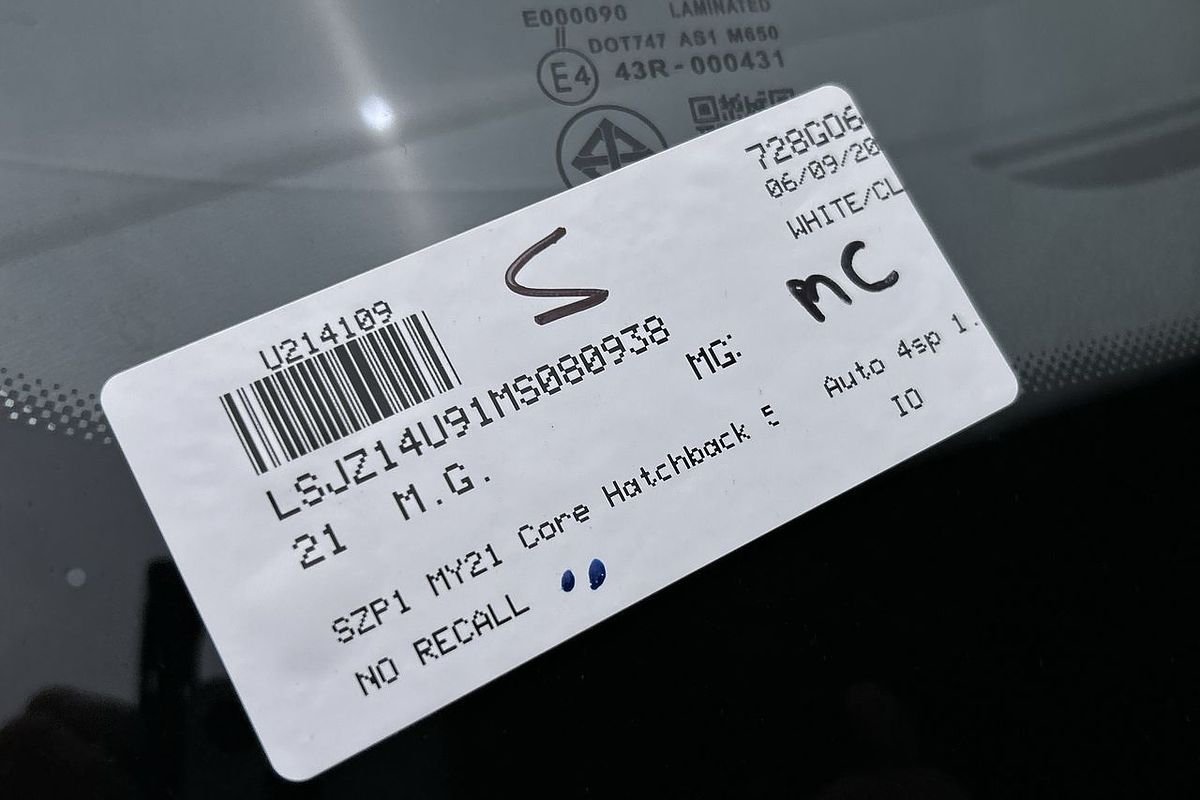 E000090 LAMINATED
II DOT747 AS1 M650
E4 43R-000431
728G06
06/09/20
WHITE/CL
S
MC
U214109
LSJZ14U91MS080938 MG:
21 M.G.
SZP1 MY21 Core Hatchback 5 Auto 4sp 1.
NO RECALL IO